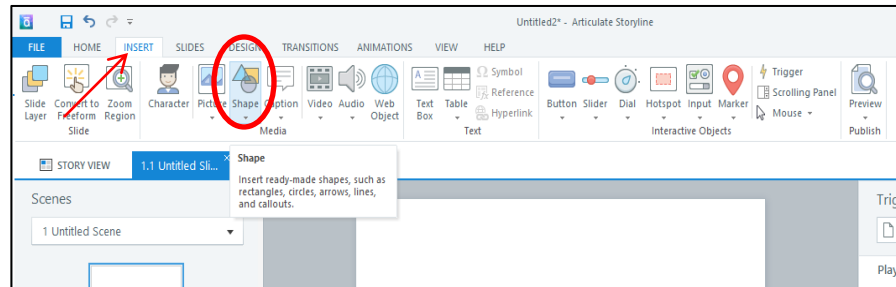 Untitled2* - Articulate Storyline
FILE HOME INSERT SLIDES DESIGN TRANSITIONS ANIMATIONS VIEW HELP
Slide Layer
Convert to Freeform
Zoom Region
Slide
Character Picture Shape Caption Video Audio Web Object
Media
Text Box
Table
Symbol
Reference
Hyperlink
Text
Button Slider Dial Hotspot Input Marker
Trigger
Scrolling Panel
Mouse
Interactive Objects
Preview
Publish
STORY VIEW 1.1 Untitled Sli...
Shape
Insert ready-made shapes, such as
rectangles, circles, arrows, lines,
and callouts.
Scenes
1 Untitled Scene
Trig
Play